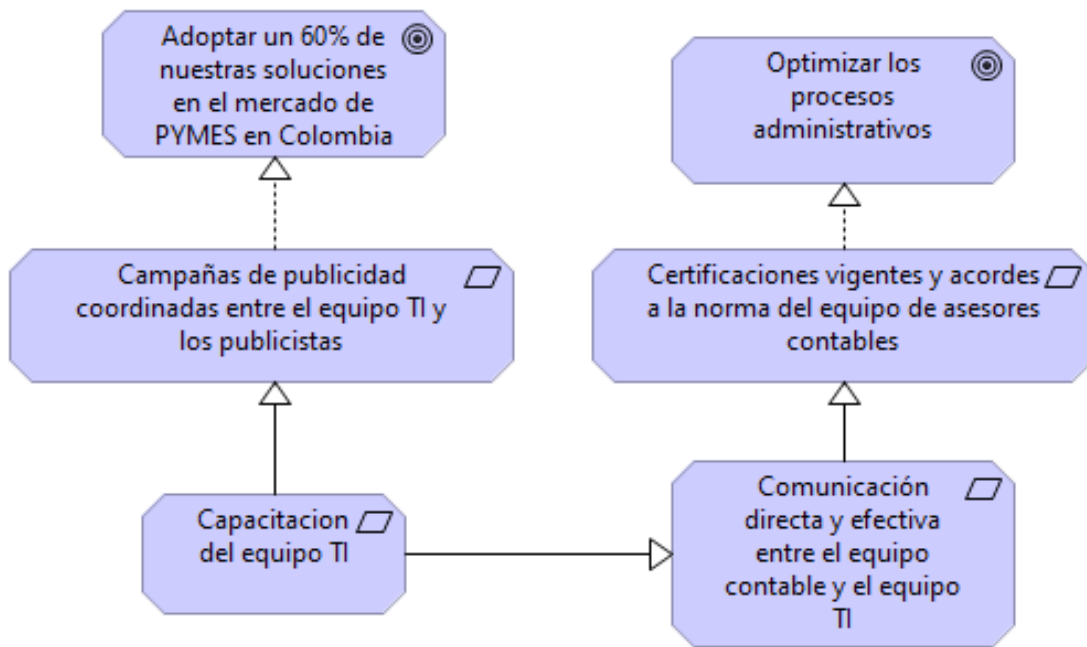 Adoptar un 60% de
nuestras soluciones
en el mercado de
PYMES en Colombia
Optimizar los
procesos
administrativos
Campañas de publicidad
coordinadas entre el equipo TI y
los publicistas
Certificaciones vigentes y acordes
a la norma del equipo de asesores
contables
Capacitacion
del equipo TI
Comunicación
directa y efectiva
entre el equipo
contable y el equipo
TI